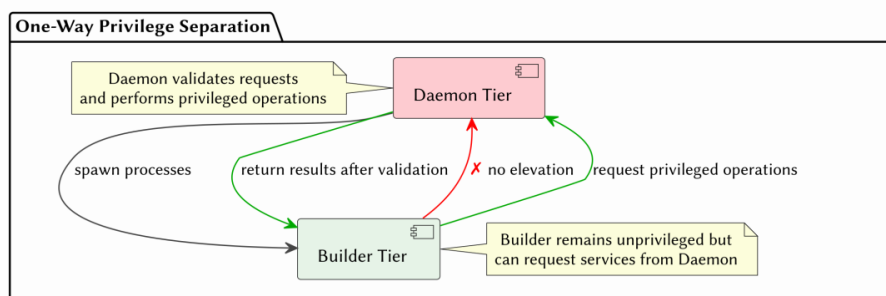 One-Way Privilege Separation
Daemon validates requests
and performs privileged operations
Daemon Tier
spawn processes
return results after validation
✗ no elevation
request privileged operations
Builder Tier
Builder remains unprivileged but
can request services from Daemon